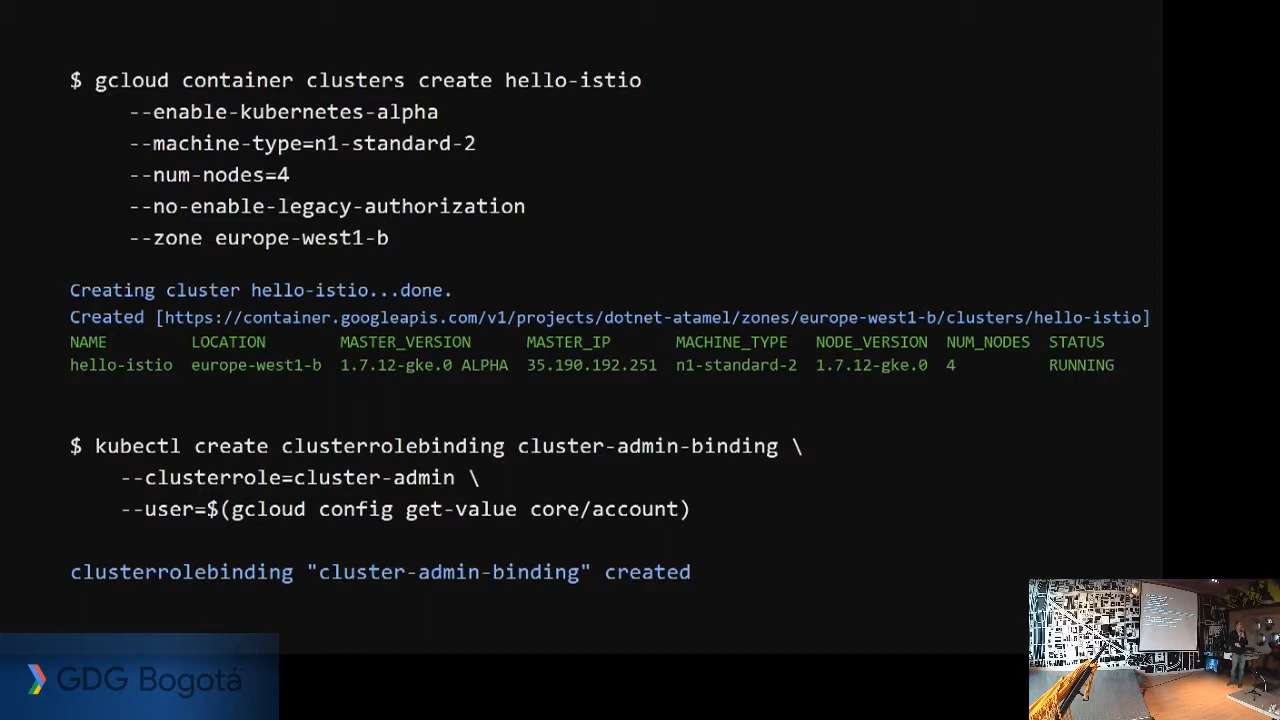 $ gcloud container clusters create hello-istio
--enable-kubernetes-alpha
--machine-type=n1-standard-2
--num-nodes=4
--no-enable-legacy-authorization
--zone europe-west1-b
Creating cluster hello-istio...done.
Created [https://container.googleapis.com/v1/projects/dotnet-atamel/zones/europe-west1-b/clusters/hello-istio]
NAME LOCATION MASTER_VERSION MASTER_IP MACHINE_TYPE NODE_VERSION NUM_NODES STATUS
hello-istio europe-west1-b 1.7.12-gke.0 ALPHA 35.190.192.251 n1-standard-2 1.7.12-gke.0 4 RUNNING
$ kubectl create clusterrolebinding cluster-admin-binding \
--clusterrole=cluster-admin \
--user=$(gcloud config get-value core/account)
clusterrolebinding "cluster-admin-binding" created
GDG Bogotá